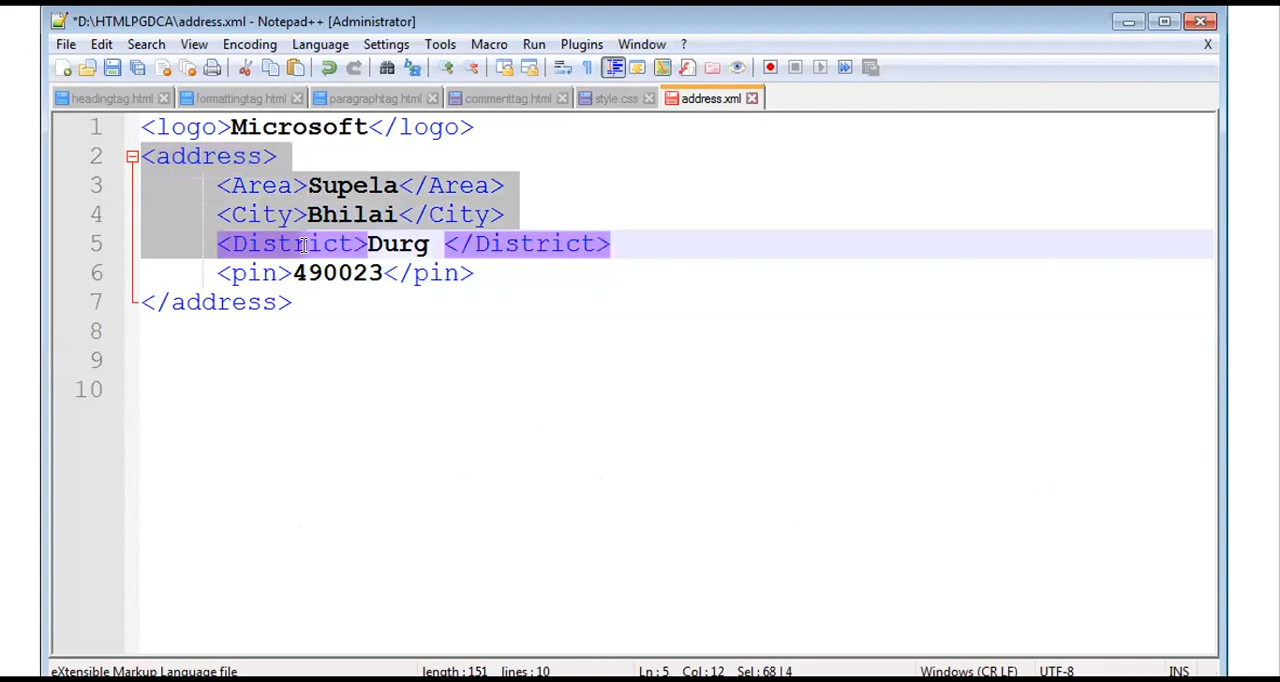 *D:\HTMLPGDCA\address.xml - Notepad++ [Administrator]
File Edit Search View Encoding Language Settings Tools Macro Run Plugins Window ? X
headingtag.html formattingtag.html paragraphtag.html commenttag.html style.css address.xml
1 <logo>Microsoft</logo>
2 <address>
3 <Area>Supela</Area>
4 <City>Bhilai</City>
5 <District>Durg </District>
6 <pin>490023</pin>
7 </address>
8
9
10
eXtensible Markup Language file length : 151 lines : 10 Ln : 5 Col : 12 Sel : 68 | 4 Windows (CR LF) UTF-8 INS